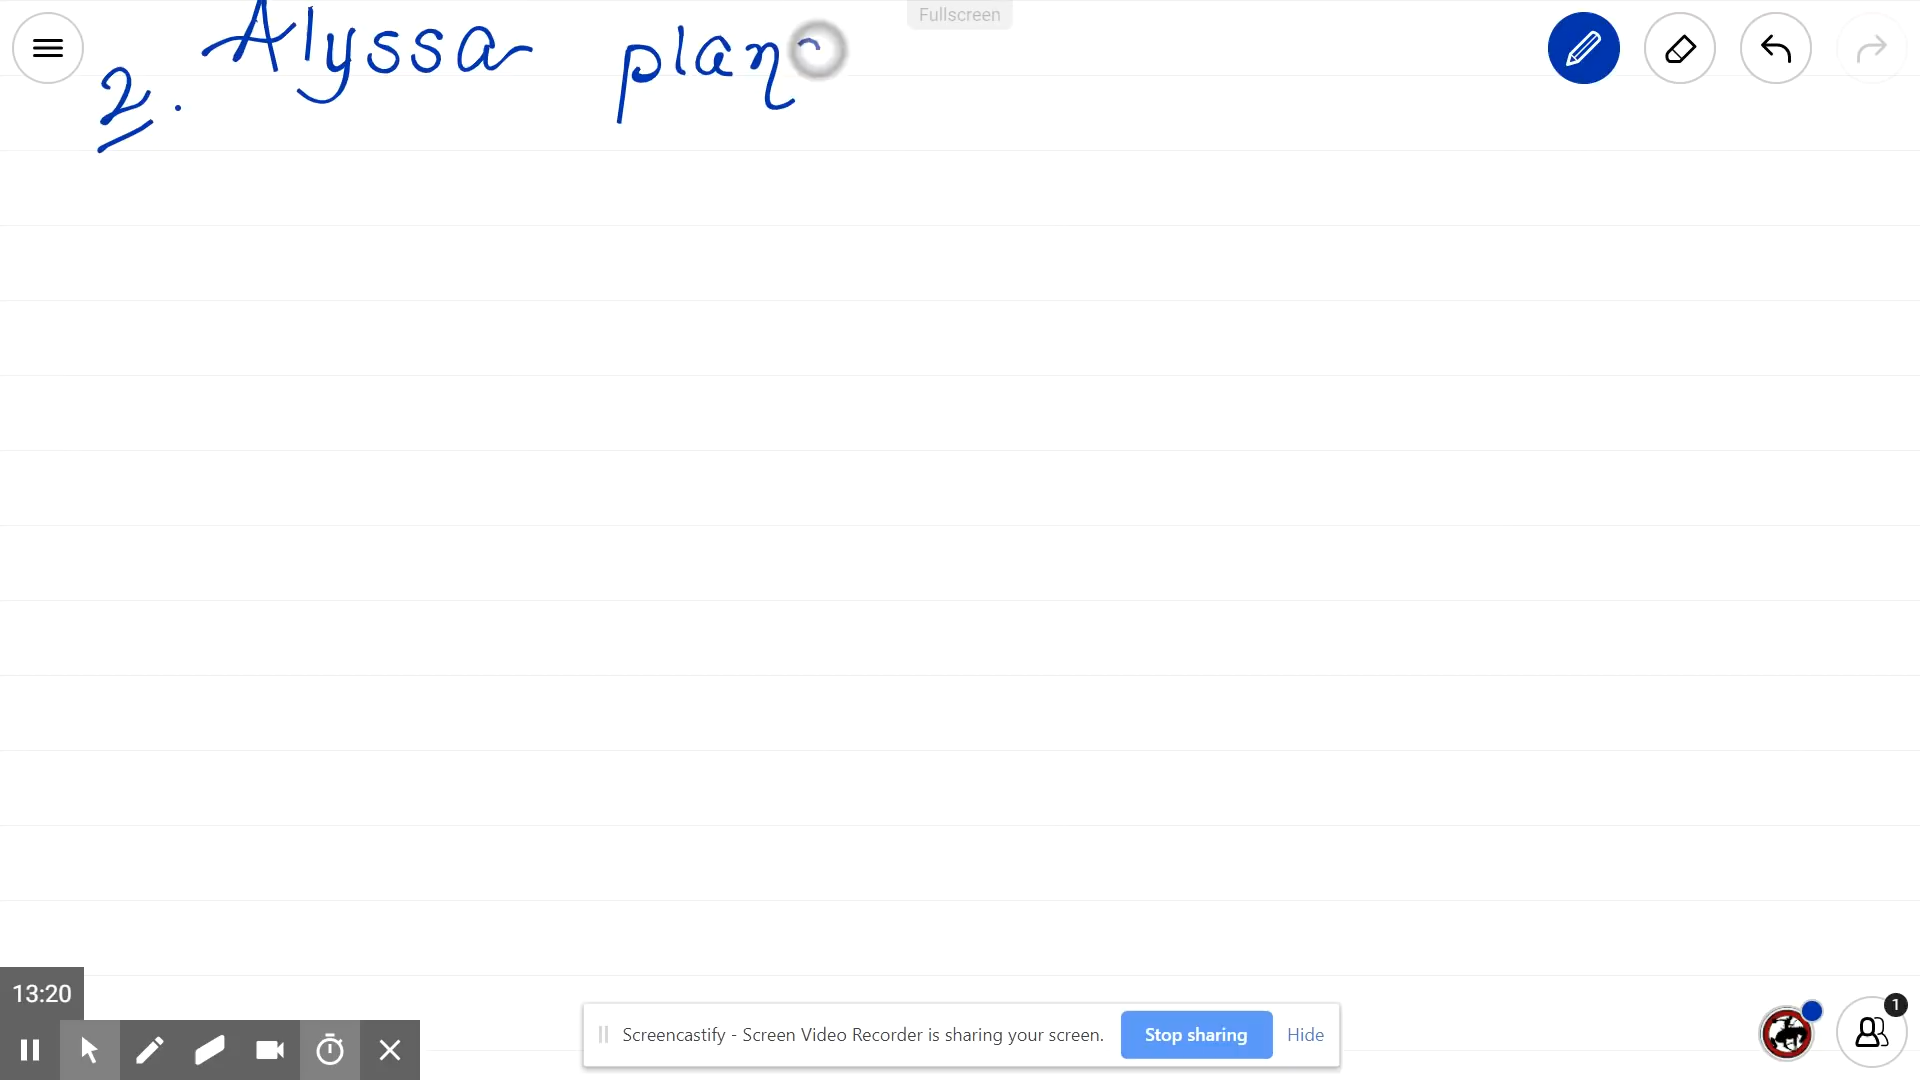 Fullscreen
2. Alyssa plan
13:20
Screencastify - Screen Video Recorder is sharing your screen. Stop sharing Hide
1